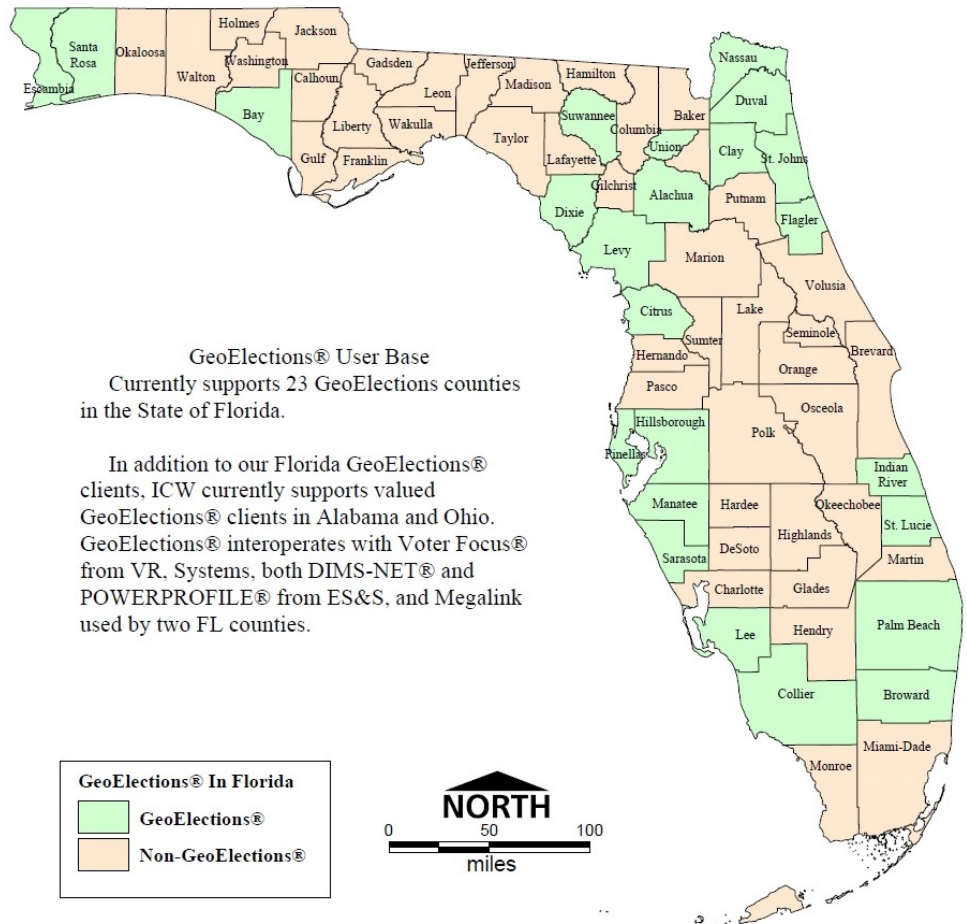 Holmes
Jackson
Santa
Rosa
Okaloosa
Walton
Washington
Escambia
Bay
Calhoun
Gadsden
Jefferson
Leon
Madison
Hamilton
Liberty
Wakulla
Gulf
Franklin
Taylor
Suwannee
Lafayette
Columbia
Baker
Nassau
Duval
Union
Clay
St. Johns
Gilchrist
Alachua
Putnam
Dixie
Flagler
Levy
Marion
Volusia
Citrus
Lake
Sumter
Seminole
Hernando
Orange
Brevard
Pasco
Osceola
Hillsborough
Polk
Pinellas
Indian
River
Manatee
Hardee
Okeechobee
Highlands
St. Lucie
Sarasota
DeSoto
Martin
Charlotte
Glades
Lee
Hendry
Palm Beach
Collier
Broward
Monroe
Miami-Dade
GeoElections® User Base
Currently supports 23 GeoElections counties
in the State of Florida.
In addition to our Florida GeoElections®
clients, ICW currently supports valued
GeoElections® clients in Alabama and Ohio.
GeoElections® interoperates with Voter Focus®
from VR, Systems, both DIMS-NET® and
POWERPROFILE® from ES&S, and Megalink
used by two FL counties.
GeoElections® In Florida
GeoElections®
Non-GeoElections®
NORTH
0 50 100
miles